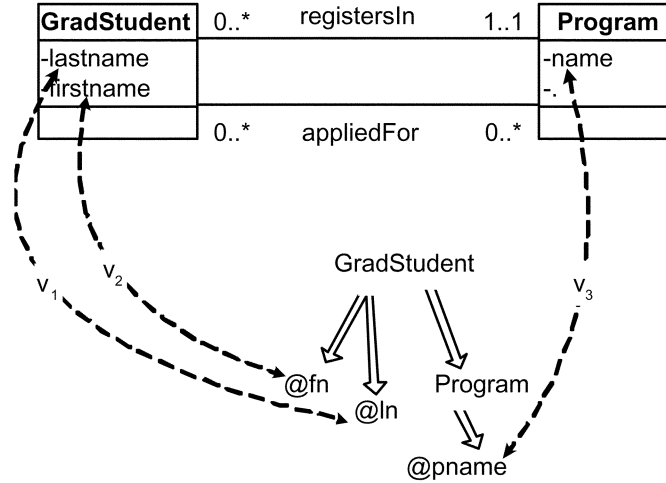 GradStudent 0..* registersIn 1..1 Program
-lastname -name
-firstname -.
0..* appliedFor 0..*
GradStudent
v1 v2 v3
@fn Program
@ln
@pname